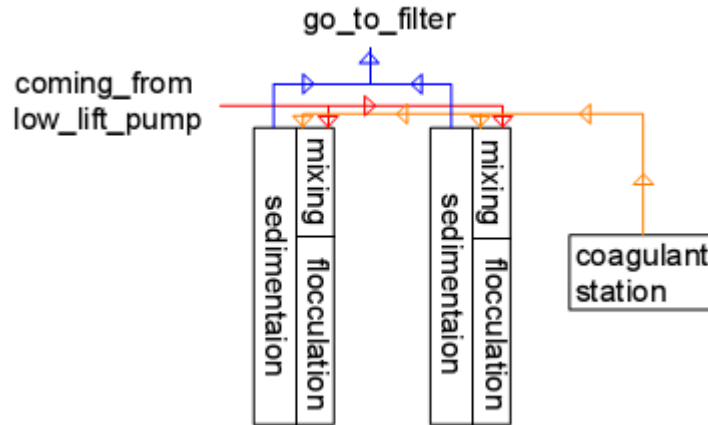 go_to_filter
coming_from
low_lift_pump
sedimentaion
mixing
flocculation
sedimentaion
mixing
flocculation
coagulant
station